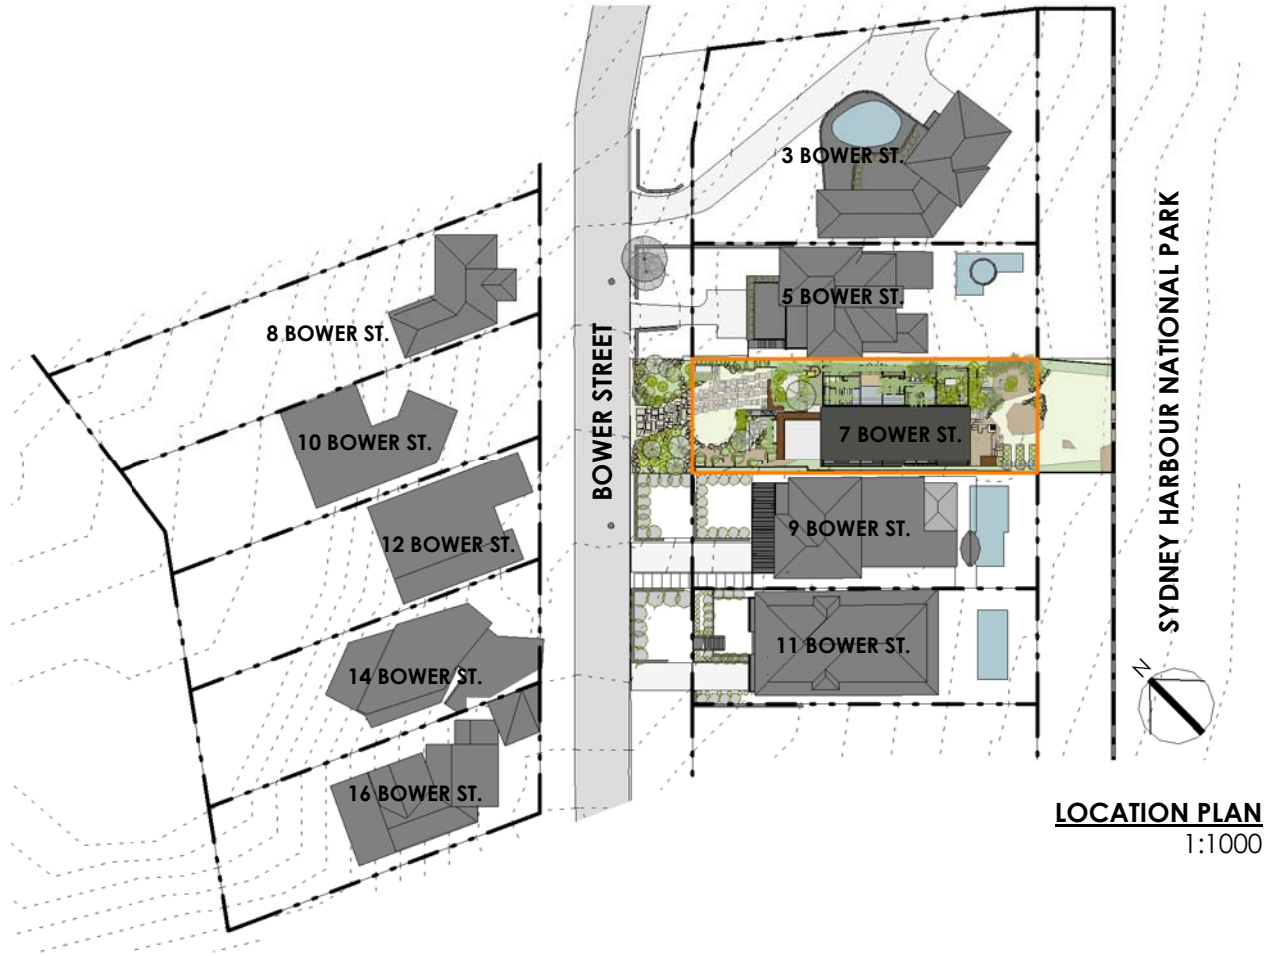 3 BOWER ST.
5 BOWER ST.
8 BOWER ST.
BOWER STREET
SYDNEY HARBOUR NATIONAL PARK
7 BOWER ST.
10 BOWER ST.
9 BOWER ST.
12 BOWER ST.
11 BOWER ST.
14 BOWER ST.
N
16 BOWER ST.
LOCATION PLAN
1:1000